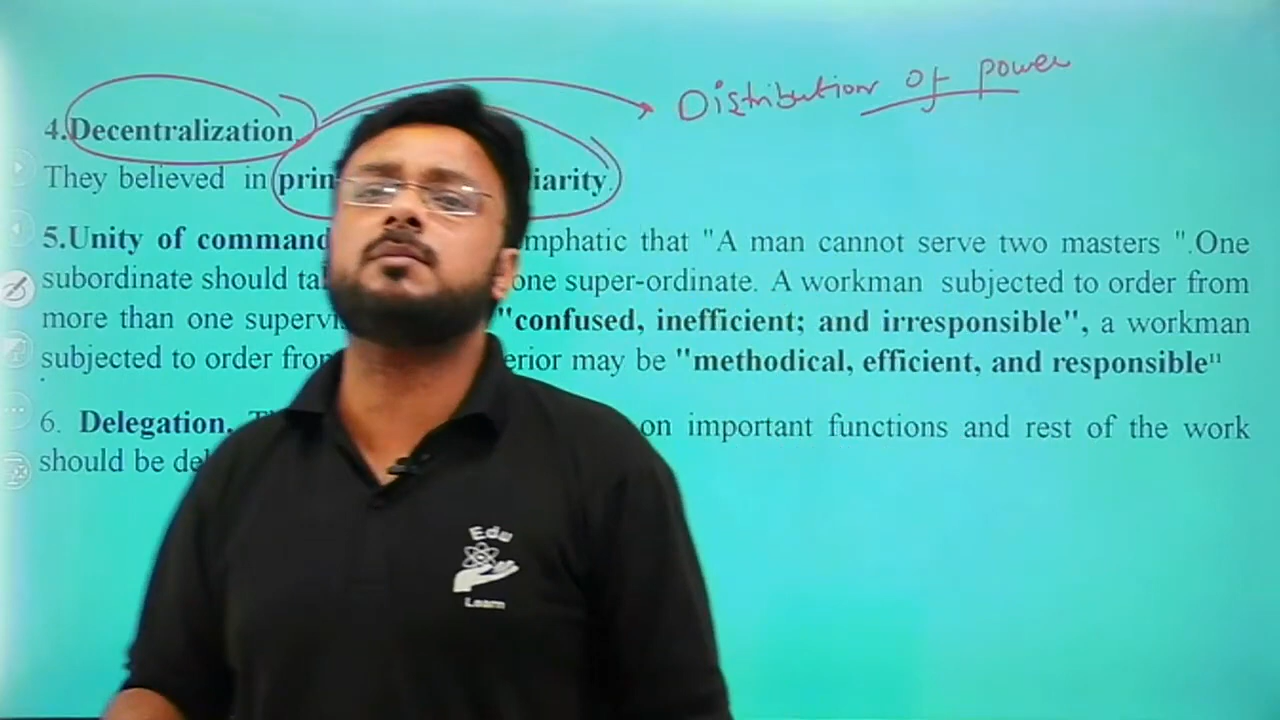 Distribution of power
4.Decentralization.
They believed in prin iarity.
5.Unity of command mphatic that "A man cannot serve two masters ".One
subordinate should ta one super-ordinate. A workman subjected to order from
more than one supervi "confused, inefficient; and irresponsible", a workman
subjected to order fro erior may be "methodical, efficient, and responsible"
6. Delegation. on important functions and rest of the work
should be de
Edu
Learn